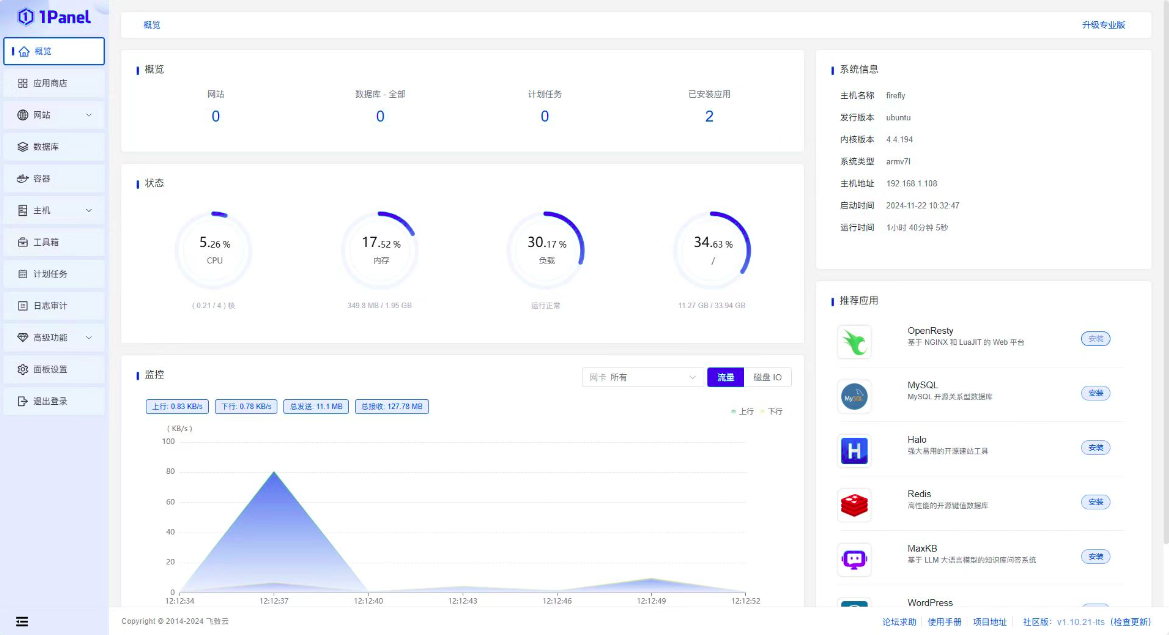 1Panel
概览
应用商店
网站
数据库
容器
主机
工具箱
计划任务
日志审计
高级功能
面板设置
退出登录
概览
升级专业版
概览
网站
数据库 - 全部
计划任务
已安装应用
0
0
0
2
状态
5.26 %
CPU
( 0.21 / 4 ) 核
17.52 %
内存
349.8 MB / 1.95 GB
30.17 %
负载
运行正常
34.63 %
/
11.27 GB / 33.94 GB
监控
网卡 所有
流量
磁盘 IO
上行: 0.83 KB/s
下行: 0.78 KB/s
总发送: 11.1 MB
总接收: 127.78 MB
上行
下行
( KB/s )
100
80
60
40
20
0
12:12:34
12:12:37
12:12:40
12:12:43
12:12:46
12:12:49
12:12:52
系统信息
主机名称 firefly
发行版本 ubuntu
内核版本 4.4.194
系统类型 armv7l
主机地址 192.168.1.108
启动时间 2024-11-22 10:32:47
运行时间 1小时 40分钟 5秒
推荐应用
OpenResty
基于 NGINX 和 LuaJIT 的 Web 平台
安装
MySQL
MySQL 开源关系型数据库
安装
Halo
强大易用的开源建站工具
安装
Redis
高性能的开源键值数据库
安装
MaxKB
基于 LLM 大语言模型的知识库问答系统
安装
WordPress
Copyright © 2014-2024 飞致云
论坛求助
使用手册
项目地址
社区版: v1.10.21-lts (检查更新)